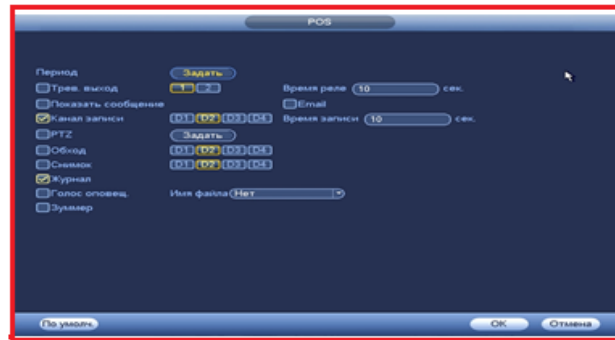 POS
Период Задать
Трев. выход 1 2 Время реле 10 сек.
Показать сообщение Email
Канал записи D1 D2 D3 D4 Время записи 10 сек.
PTZ Задать
Обход D1 D2 D3 D4
Снимок D1 D2 D3 D4
Журнал
Голос оповещ. Имя файла Нет
Зуммер
По умолч. OK Отмена